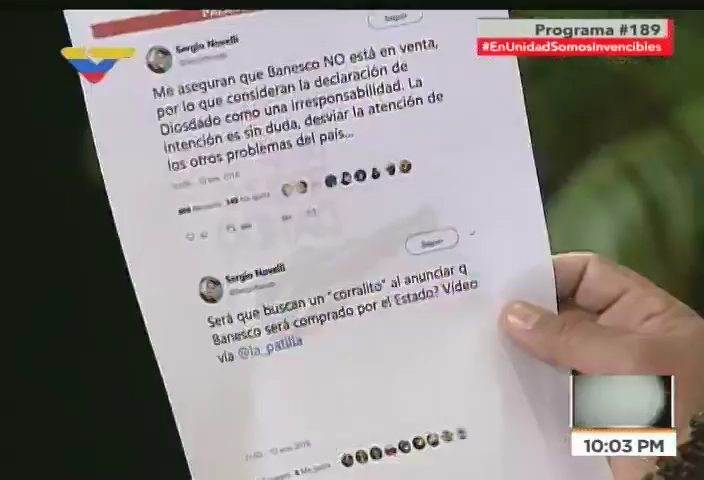 Seguir
Programa #189
#EnUnidadSomosInvencibles
Sergio Novelli
Me aseguran que Banesco NO está en venta,
por lo que consideran la declaración de
Diosdado como una irresponsabilidad. La
intención es sin duda, desviar la atención de
los otros problemas del país...
Seguir
Sergio Novelli
Será que buscan un "corralito" al anunciar q
Banesco será comprado por el Estado? Vídeo
vía @la_patilla
10:03 PM